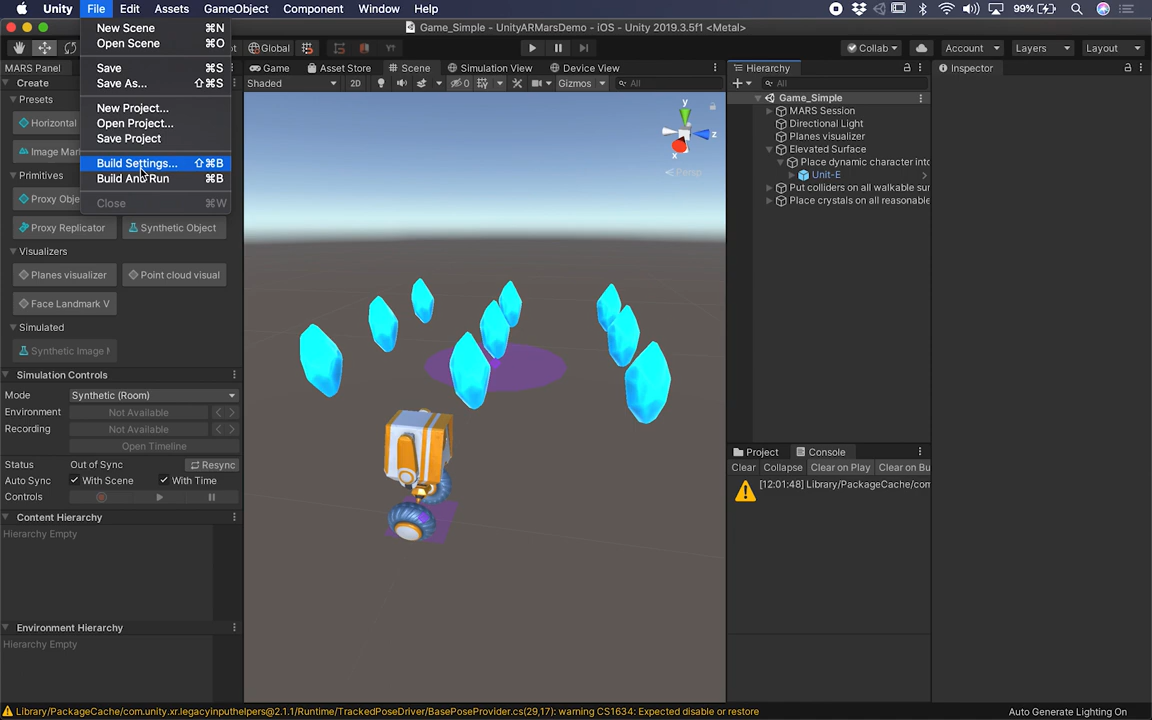 Unity File Edit Assets GameObject Component Window Help 99%
Game_Simple - UnityARMarsDemo - iOS - Unity 2019.3.5f1 <Metal>
New Scene ⌘N
Open Scene ⌘O
Save ⌘S
Save As... ⇧⌘S
New Project...
Open Project...
Save Project
Build Settings... ⇧⌘B
Build And Run ⌘B
Close ⌘W
Global
Collab Account Layers Layout
MARS Panel
Create
Presets
Horizontal
Image Mar
Primitives
Proxy Obje
Proxy Replicator Synthetic Object
Visualizers
Planes visualizer Point cloud visual
Face Landmark V
Simulated
Synthetic Image M
Simulation Controls
Mode Synthetic (Room)
Environment Not Available
Recording Not Available
Open Timeline
Status Out of Sync Resync
Auto Sync With Scene With Time
Controls
Content Hierarchy
Hierarchy Empty
Environment Hierarchy
Hierarchy Empty
Game Asset Store Scene Simulation View Device View
Shaded 2D 0 Gizmos All
y
z
x
Persp
Hierarchy
All
Game_Simple
MARS Session
Directional Light
Planes visualizer
Elevated Surface
Place dynamic character into
Unit-E
Put colliders on all walkable sur
Place crystals on all reasonable
Project Console
Clear Collapse Clear on Play Clear on Bu
[12:01:48] Library/PackageCache/com
Inspector
Library/PackageCache/com.unity.xr.legacyinputhelpers@2.1.1/Runtime/TrackedPoseDriver/BasePoseProvider.cs(29,17): warning CS1634: Expected disable or restore
Auto Generate Lighting On